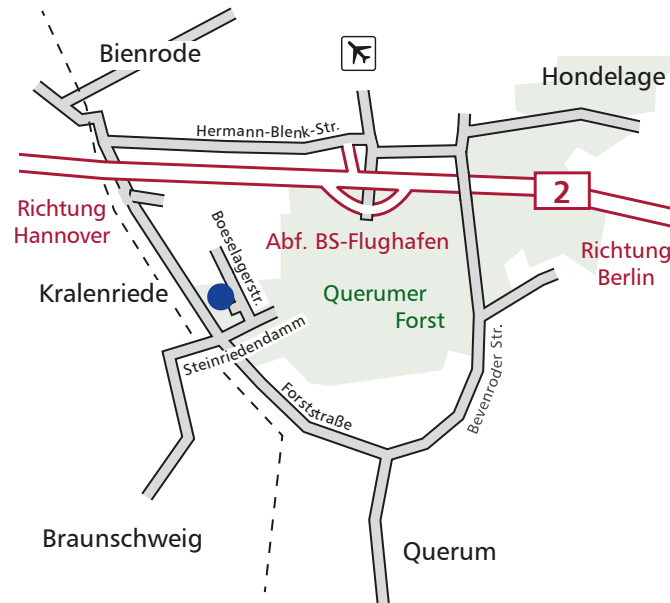 Bienrode
Hondelage
Hermann-Blenk-Str.
2
Richtung
Hannover
Boeselagerstr.
Abf. BS-Flughafen
Richtung
Berlin
Kralenriede
Querumer
Forst
Steinriedendamm
Bevenroder Str.
Forststraße
Braunschweig
Querum